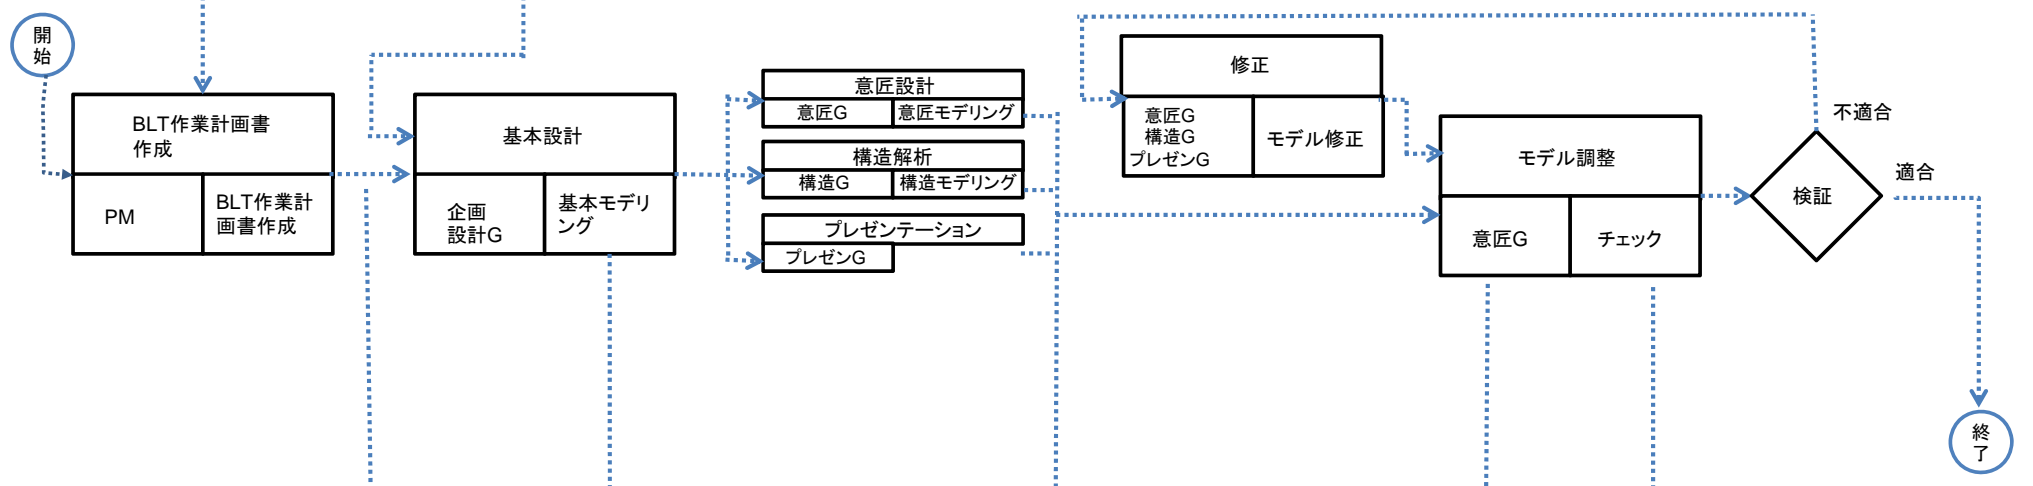 開
始
BLT作業計画書
作成
PM
BLT作業計
画書作成
基本設計
企画
設計G
基本モデリ
ング
意匠設計
意匠G
意匠モデリング
構造解析
構造G
構造モデリング
プレゼンテーション
プレゼンG
修正
意匠G
構造G
プレゼンG
モデル修正
モデル調整
意匠G
チェック
検証
不適合
適合
終
了